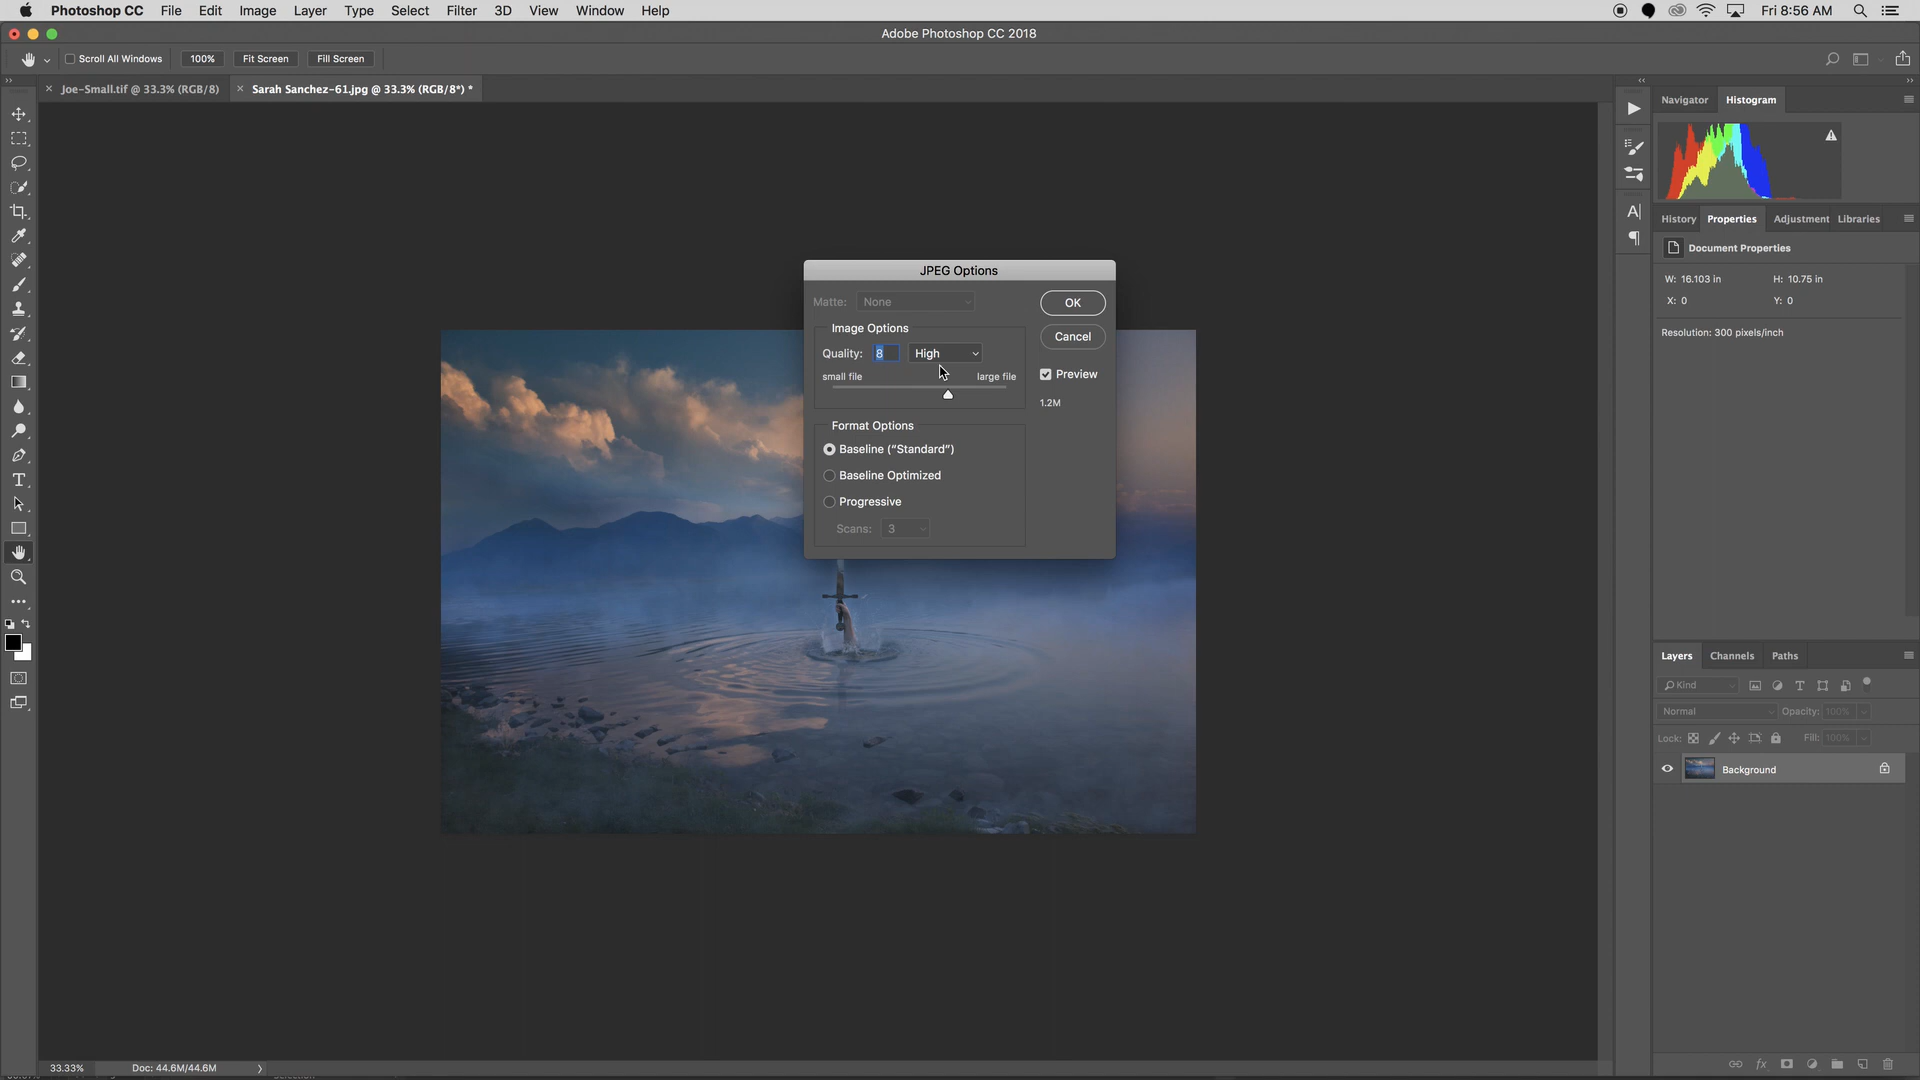 Photoshop CC File Edit Image Layer Type Select Filter 3D View Window Help Fri 8:56 AM
Adobe Photoshop CC 2018
Scroll All Windows 100% Fit Screen Fill Screen
× Joe-Small.tif @ 33.3% (RGB/8) × Sarah Sanchez-61.jpg @ 33.3% (RGB/8*) *
Navigator Histogram
History Properties Adjustment Libraries
Document Properties
W: 16.103 in H: 10.75 in
X: 0 Y: 0
Resolution: 300 pixels/inch
JPEG Options
Matte: None OK
Image Options
Cancel
Quality: 8 High
small file large file
Preview
1.2M
Format Options
Baseline (“Standard”)
Baseline Optimized
Progressive
Scans: 3
Layers Channels Paths
Kind
Normal Opacity: 100%
Lock: Fill: 100%
Background
33.33% Doc: 44.6M/44.6M